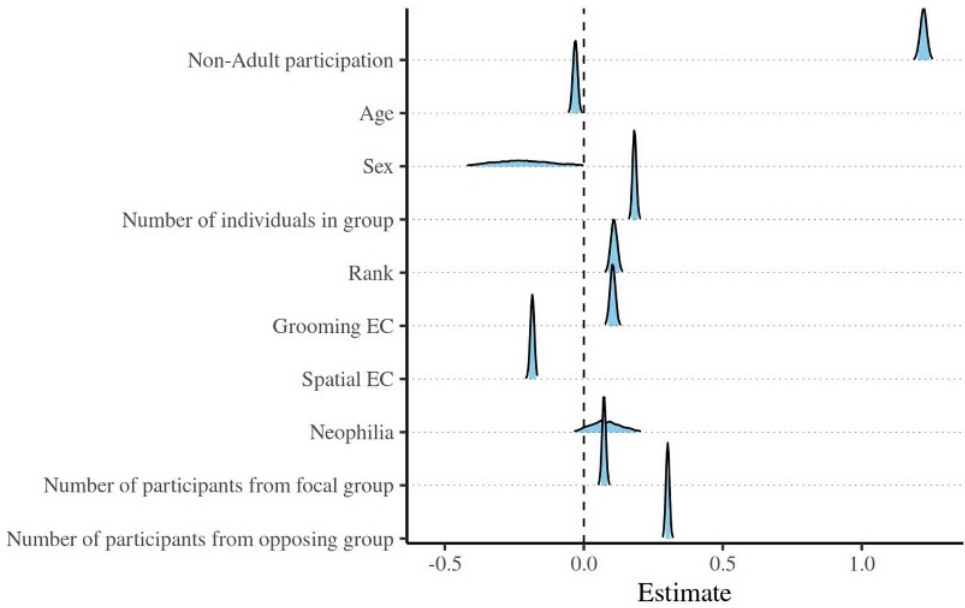 Non-Adult participation
Age
Sex
Number of individuals in group
Rank
Grooming EC
Spatial EC
Neophilia
Number of participants from focal group
Number of participants from opposing group
-0.5 0.0 0.5 1.0
Estimate